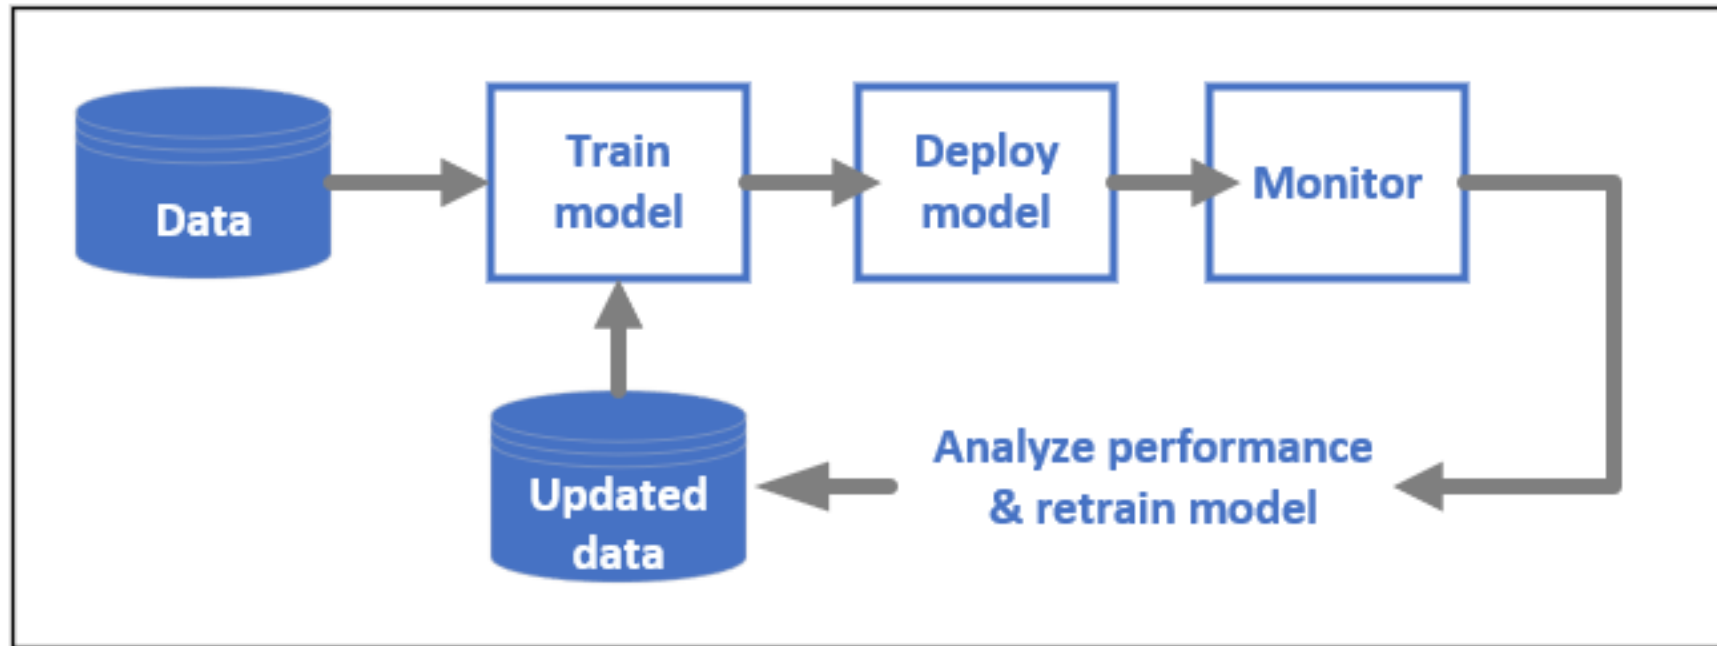 Data
Train
model
Deploy
model
Monitor
Analyze performance
& retrain model
Updated
data